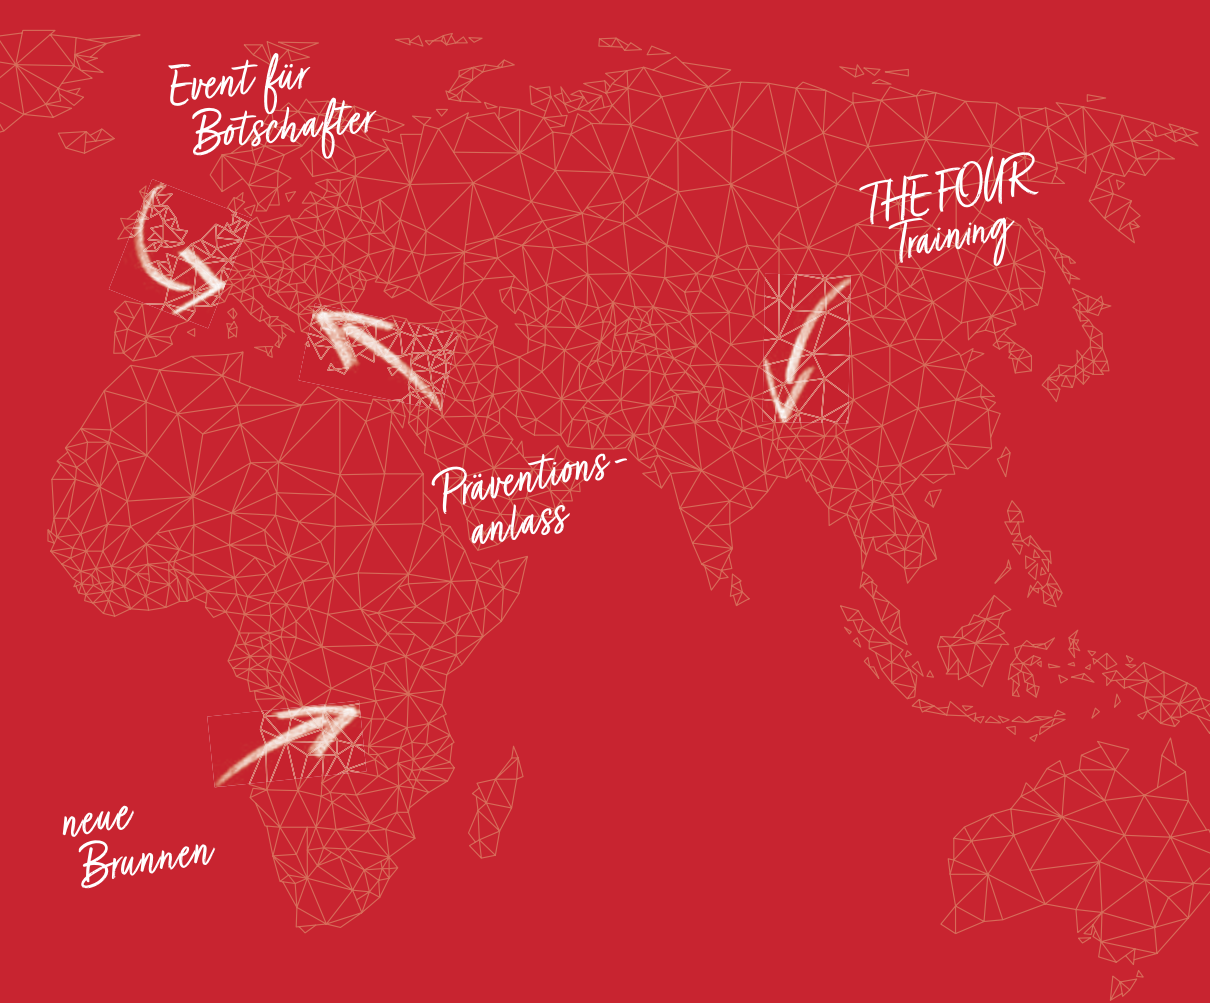 Event für
Botschafter
THE FOUR
Training
Präventions-
anlass
neue
Brunnen